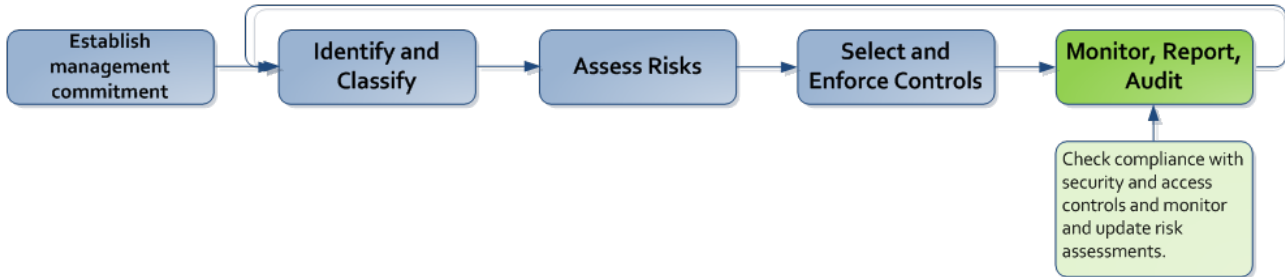 Establish
management
commitment
Identify and
Classify
Assess Risks
Select and
Enforce Controls
Monitor, Report,
Audit
Check compliance with
security and access
controls and monitor
and update risk
assessments.